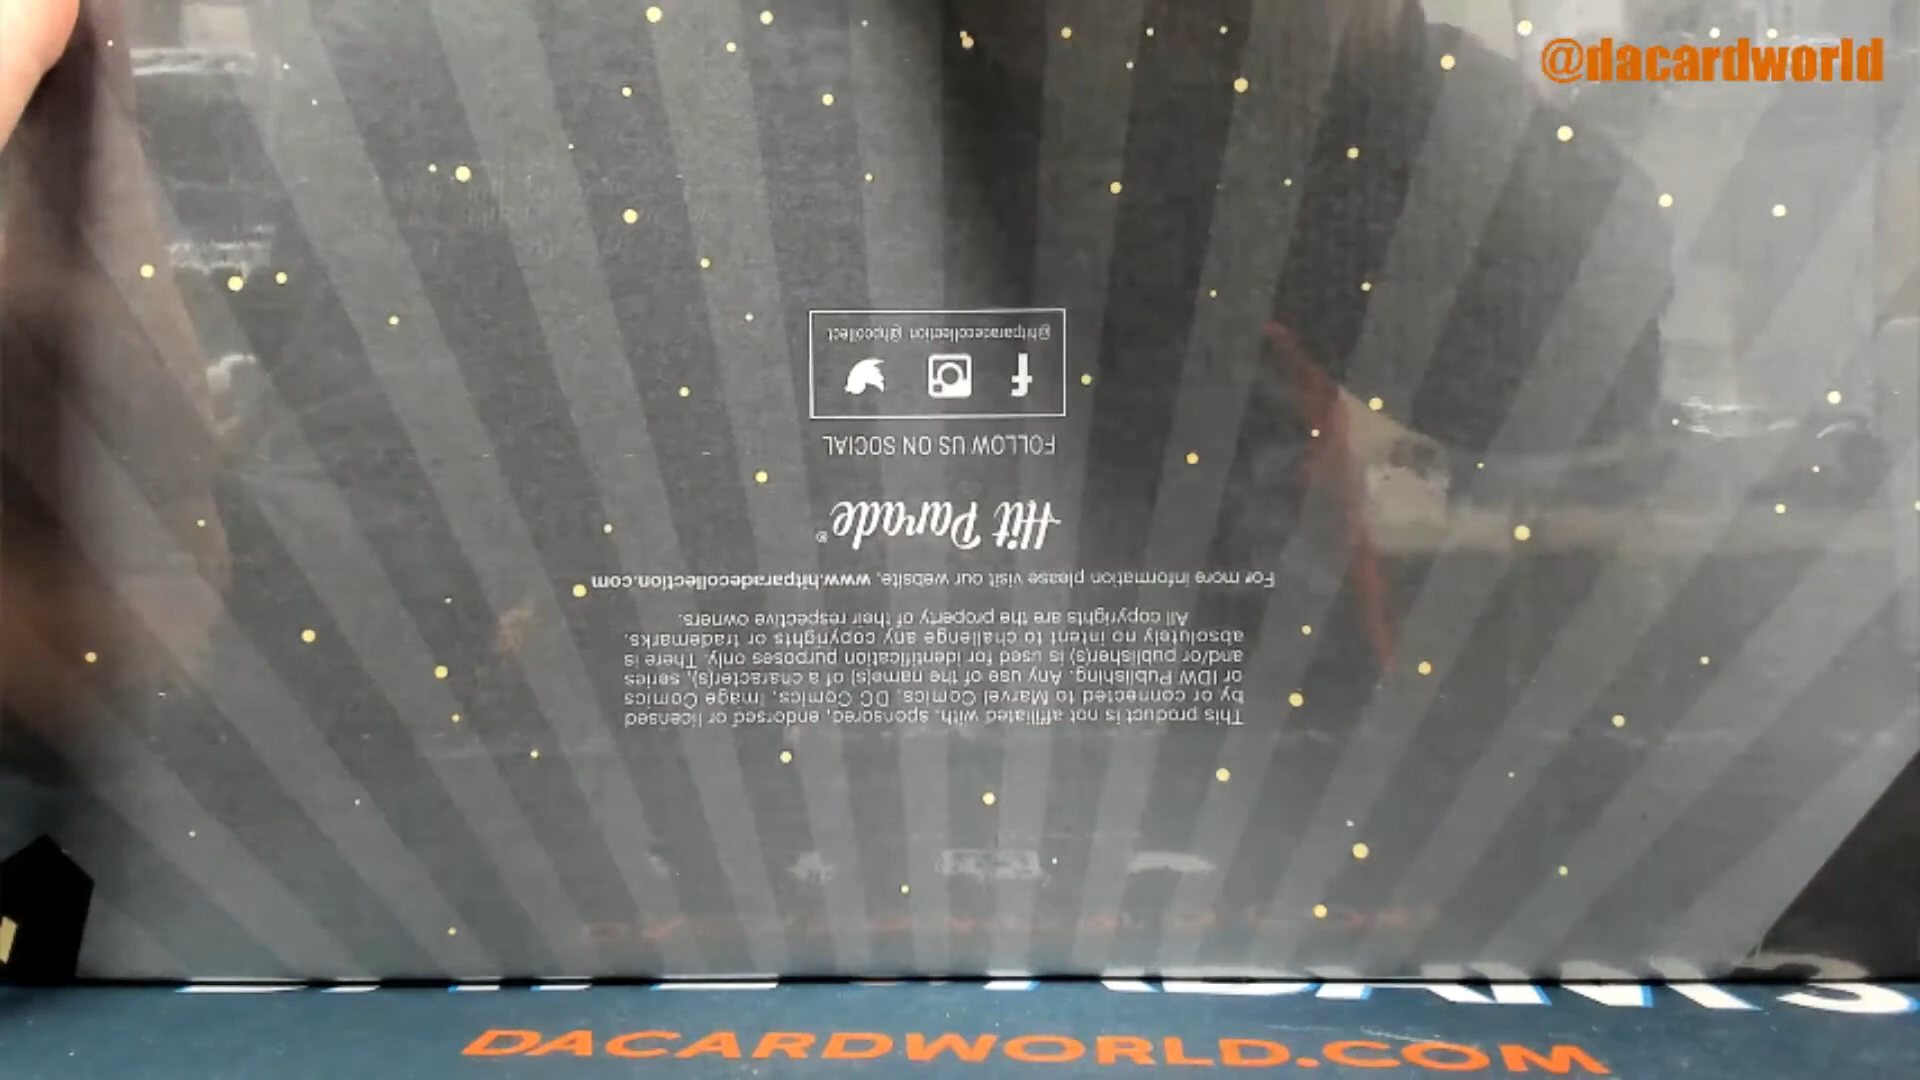 @dacardworld
This product is not affiliated with, sponsored, endorsed or licensed
by or connected to Marvel Comics, DC Comics, Image Comics
or IDW Publishing. Any use of the name(s) of a character(s), series
and/or publisher(s) is used for identification purposes only. There is
absolutely no intent to challenge any copyrights or trademarks.
All copyrights are the property of their respective owners.
For more information please visit our website, www.hitparadecollection.com
Hit Parade®
FOLLOW US ON SOCIAL
@hitparadecollection @hpcollect
DACARDWORLD.COM